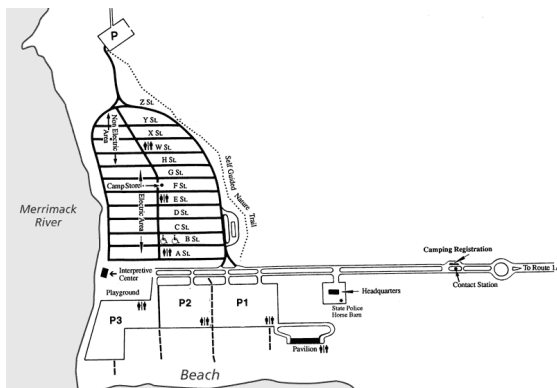 P
Z St.
Y St.
X St.
W St.
H St.
G St.
F St.
E St.
D St.
C St.
B St.
A St.
Non Electric
Area
Camp Store
Electric Area
Self Guided Nature Trail
Merrimack
River
Interpretive
Center
Camping Registration
To Route 1A
Contact Station
Playground
P3
P2
P1
Headquarters
State Police
Horse Barn
Pavilion
Beach